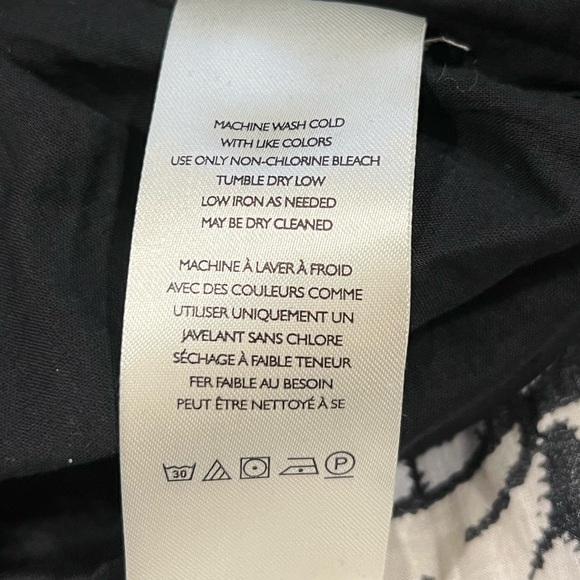 MACHINE WASH COLD
WITH LIKE COLORS
USE ONLY NON-CHLORINE BLEACH
TUMBLE DRY LOW
LOW IRON AS NEEDED
MAY BE DRY CLEANED
MACHINE À LAVER À FROID
AVEC DES COULEURS COMME
UTILISER UNIQUEMENT UN
JAVELANT SANS CHLORE
SÉCHAGE À FAIBLE TENEUR
FER FAIBLE AU BESOIN
PEUT ÊTRE NETTOYÉ À SE
30 P